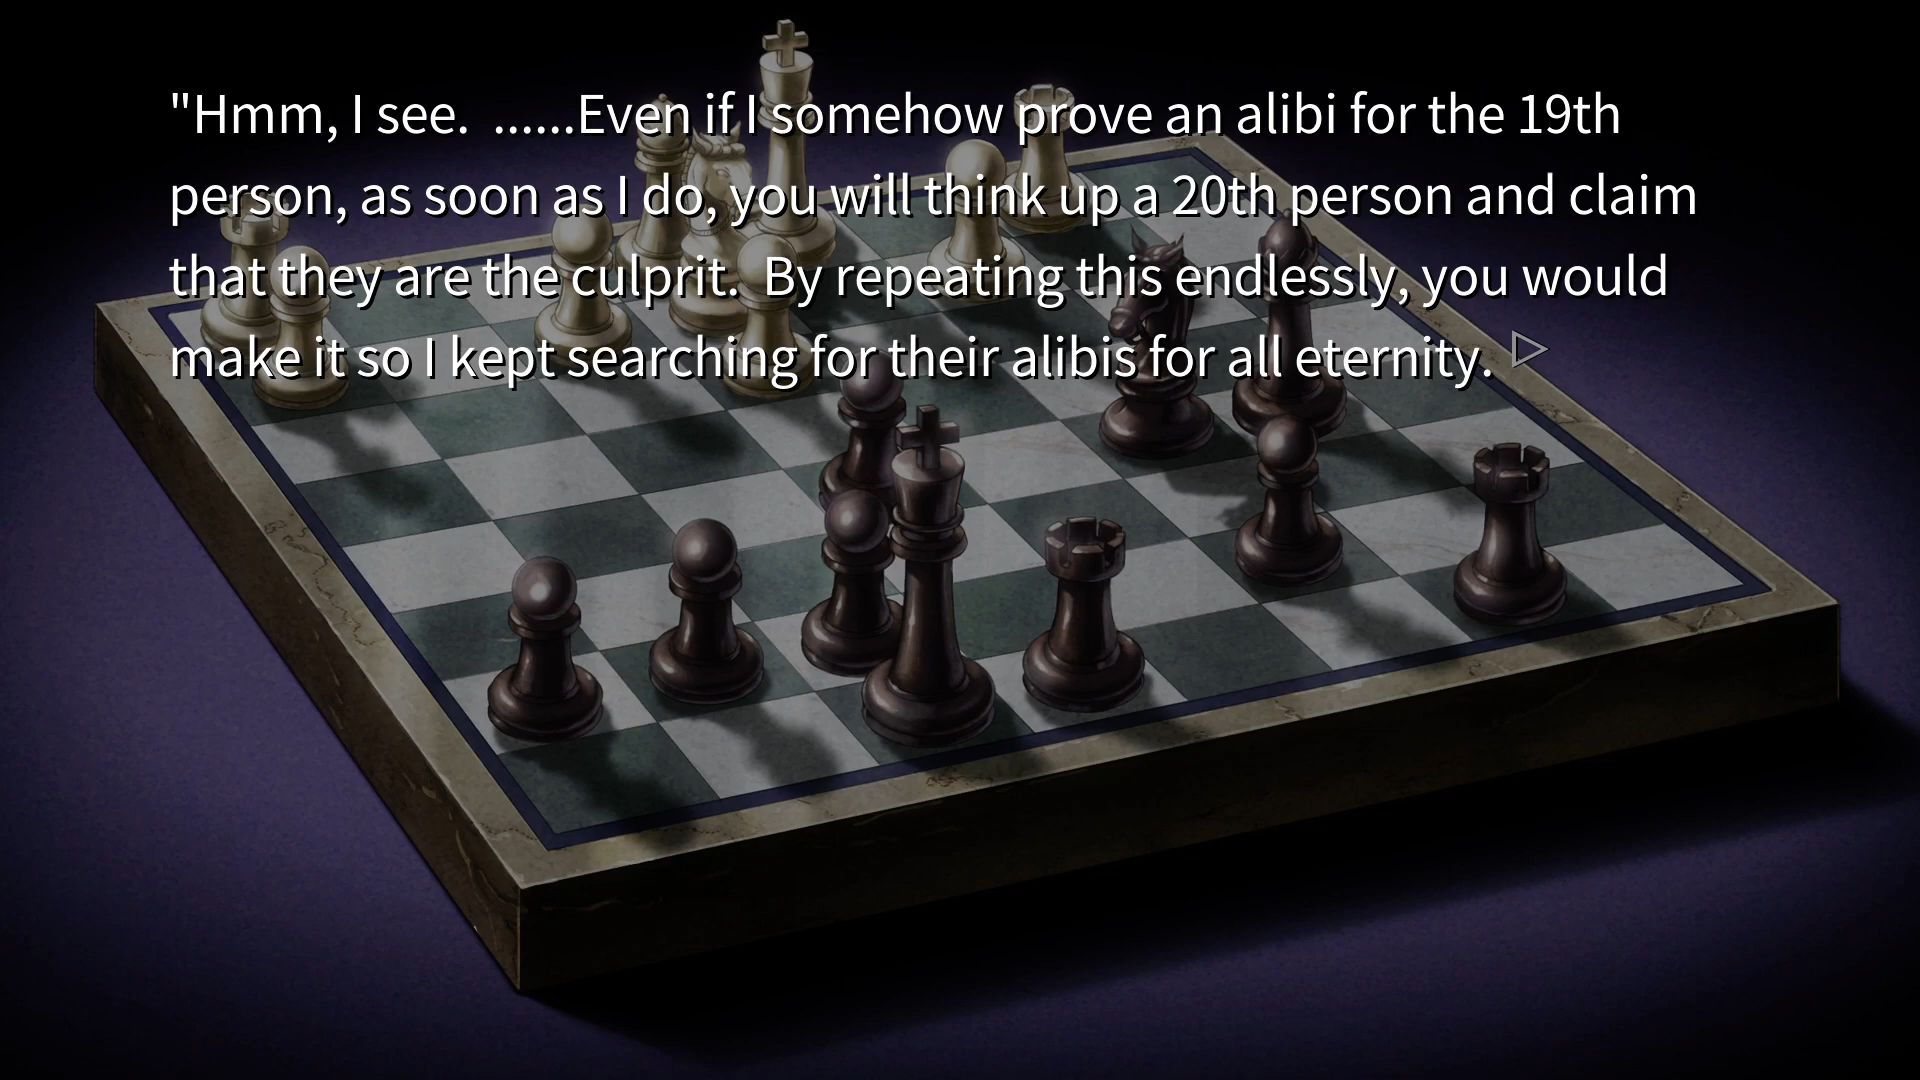 "Hmm, I see.  ......Even if I somehow prove an alibi for the 19th
person, as soon as I do, you will think up a 20th person and claim
that they are the culprit.  By repeating this endlessly, you would
make it so I kept searching for their alibis for all eternity.